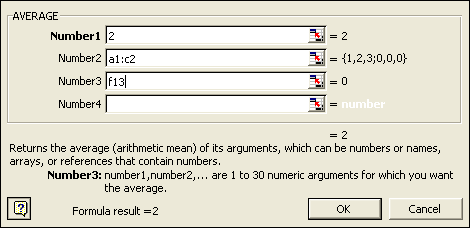 AVERAGE
Number1 2 = 2
Number2 a1:c2 = {1,2,3;0,0,0}
Number3 f13 = 0
Number4 = number
= 2
Returns the average (arithmetic mean) of its arguments, which can be numbers or names,
arrays, or references that contain numbers.
Number3: number1,number2,... are 1 to 30 numeric arguments for which you want
the average.
? Formula result =2 OK Cancel